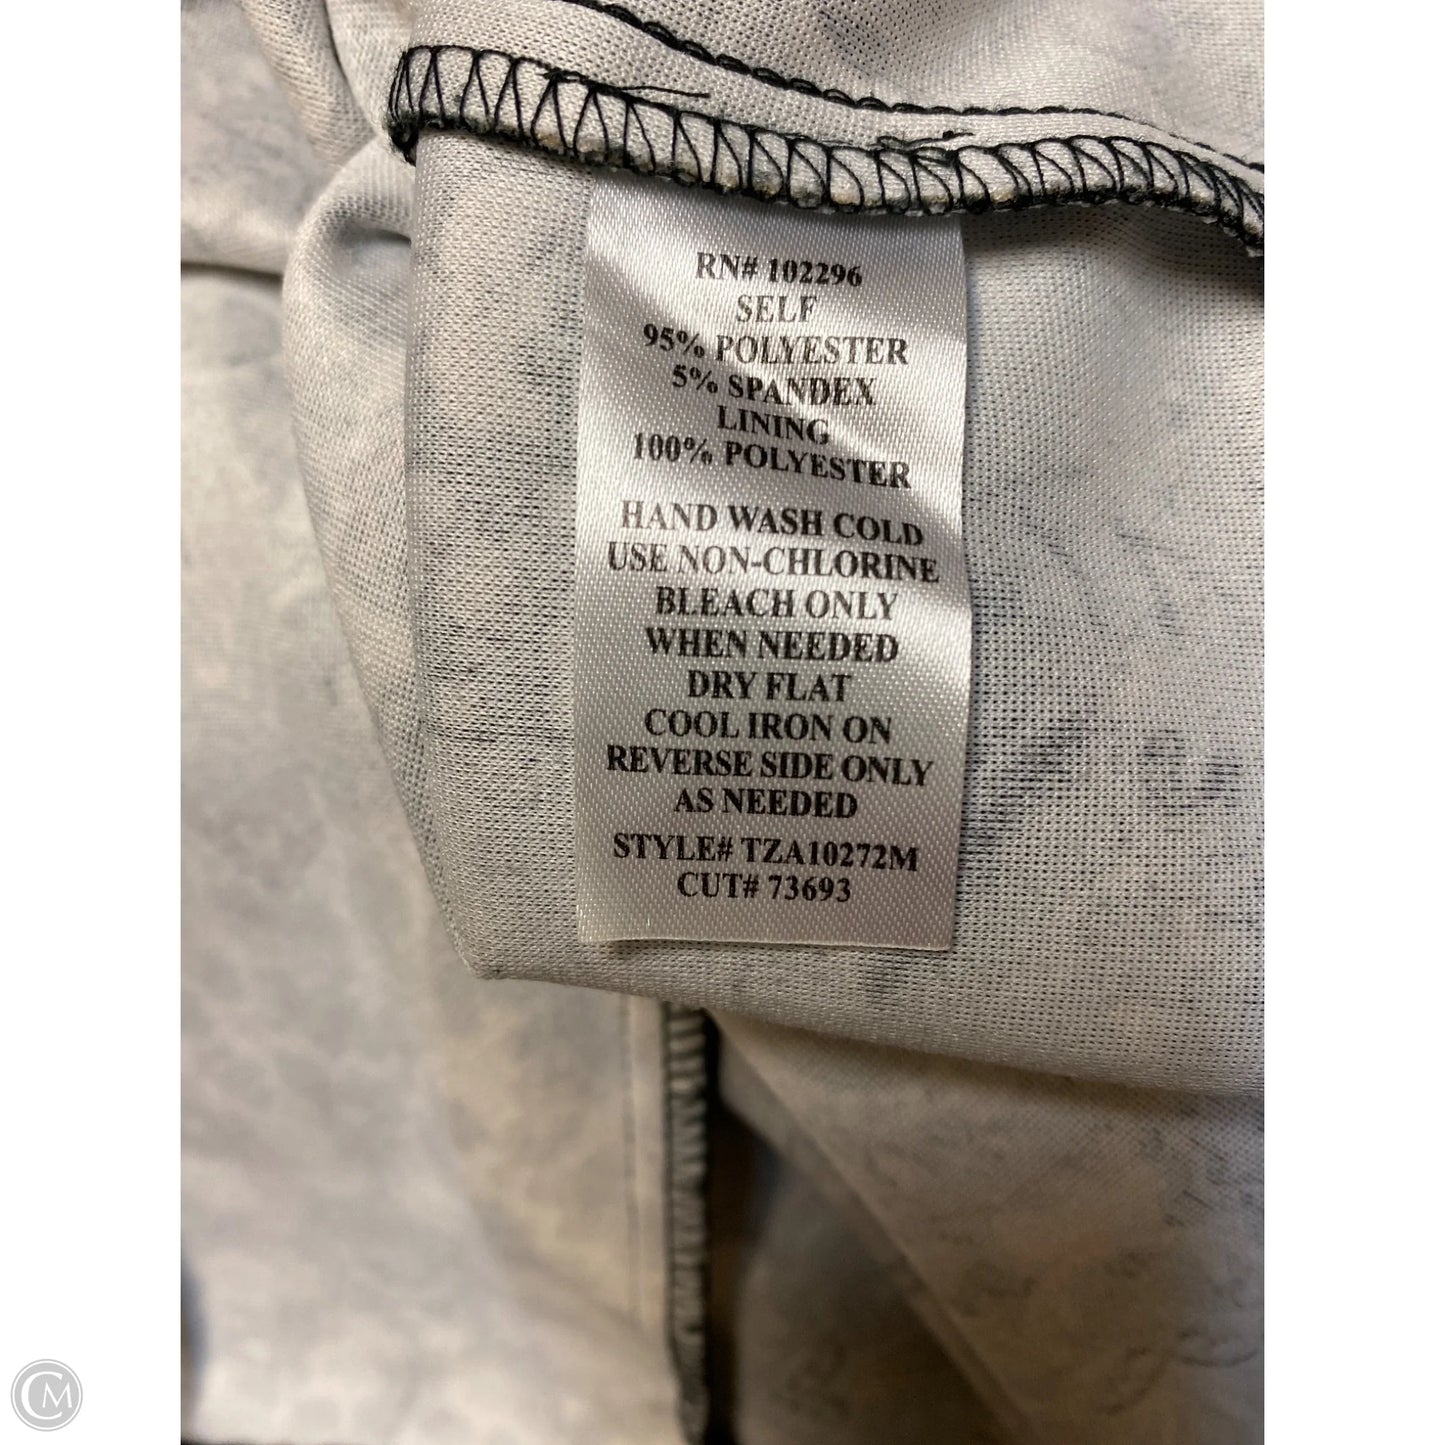 RN# 102296
SELF
95% POLYESTER
5% SPANDEX
LINING
100% POLYESTER
HAND WASH COLD
USE NON-CHLORINE
BLEACH ONLY
WHEN NEEDED
DRY FLAT
COOL IRON ON
REVERSE SIDE ONLY
AS NEEDED
STYLE# TZA10272M
CUT# 73693
CM